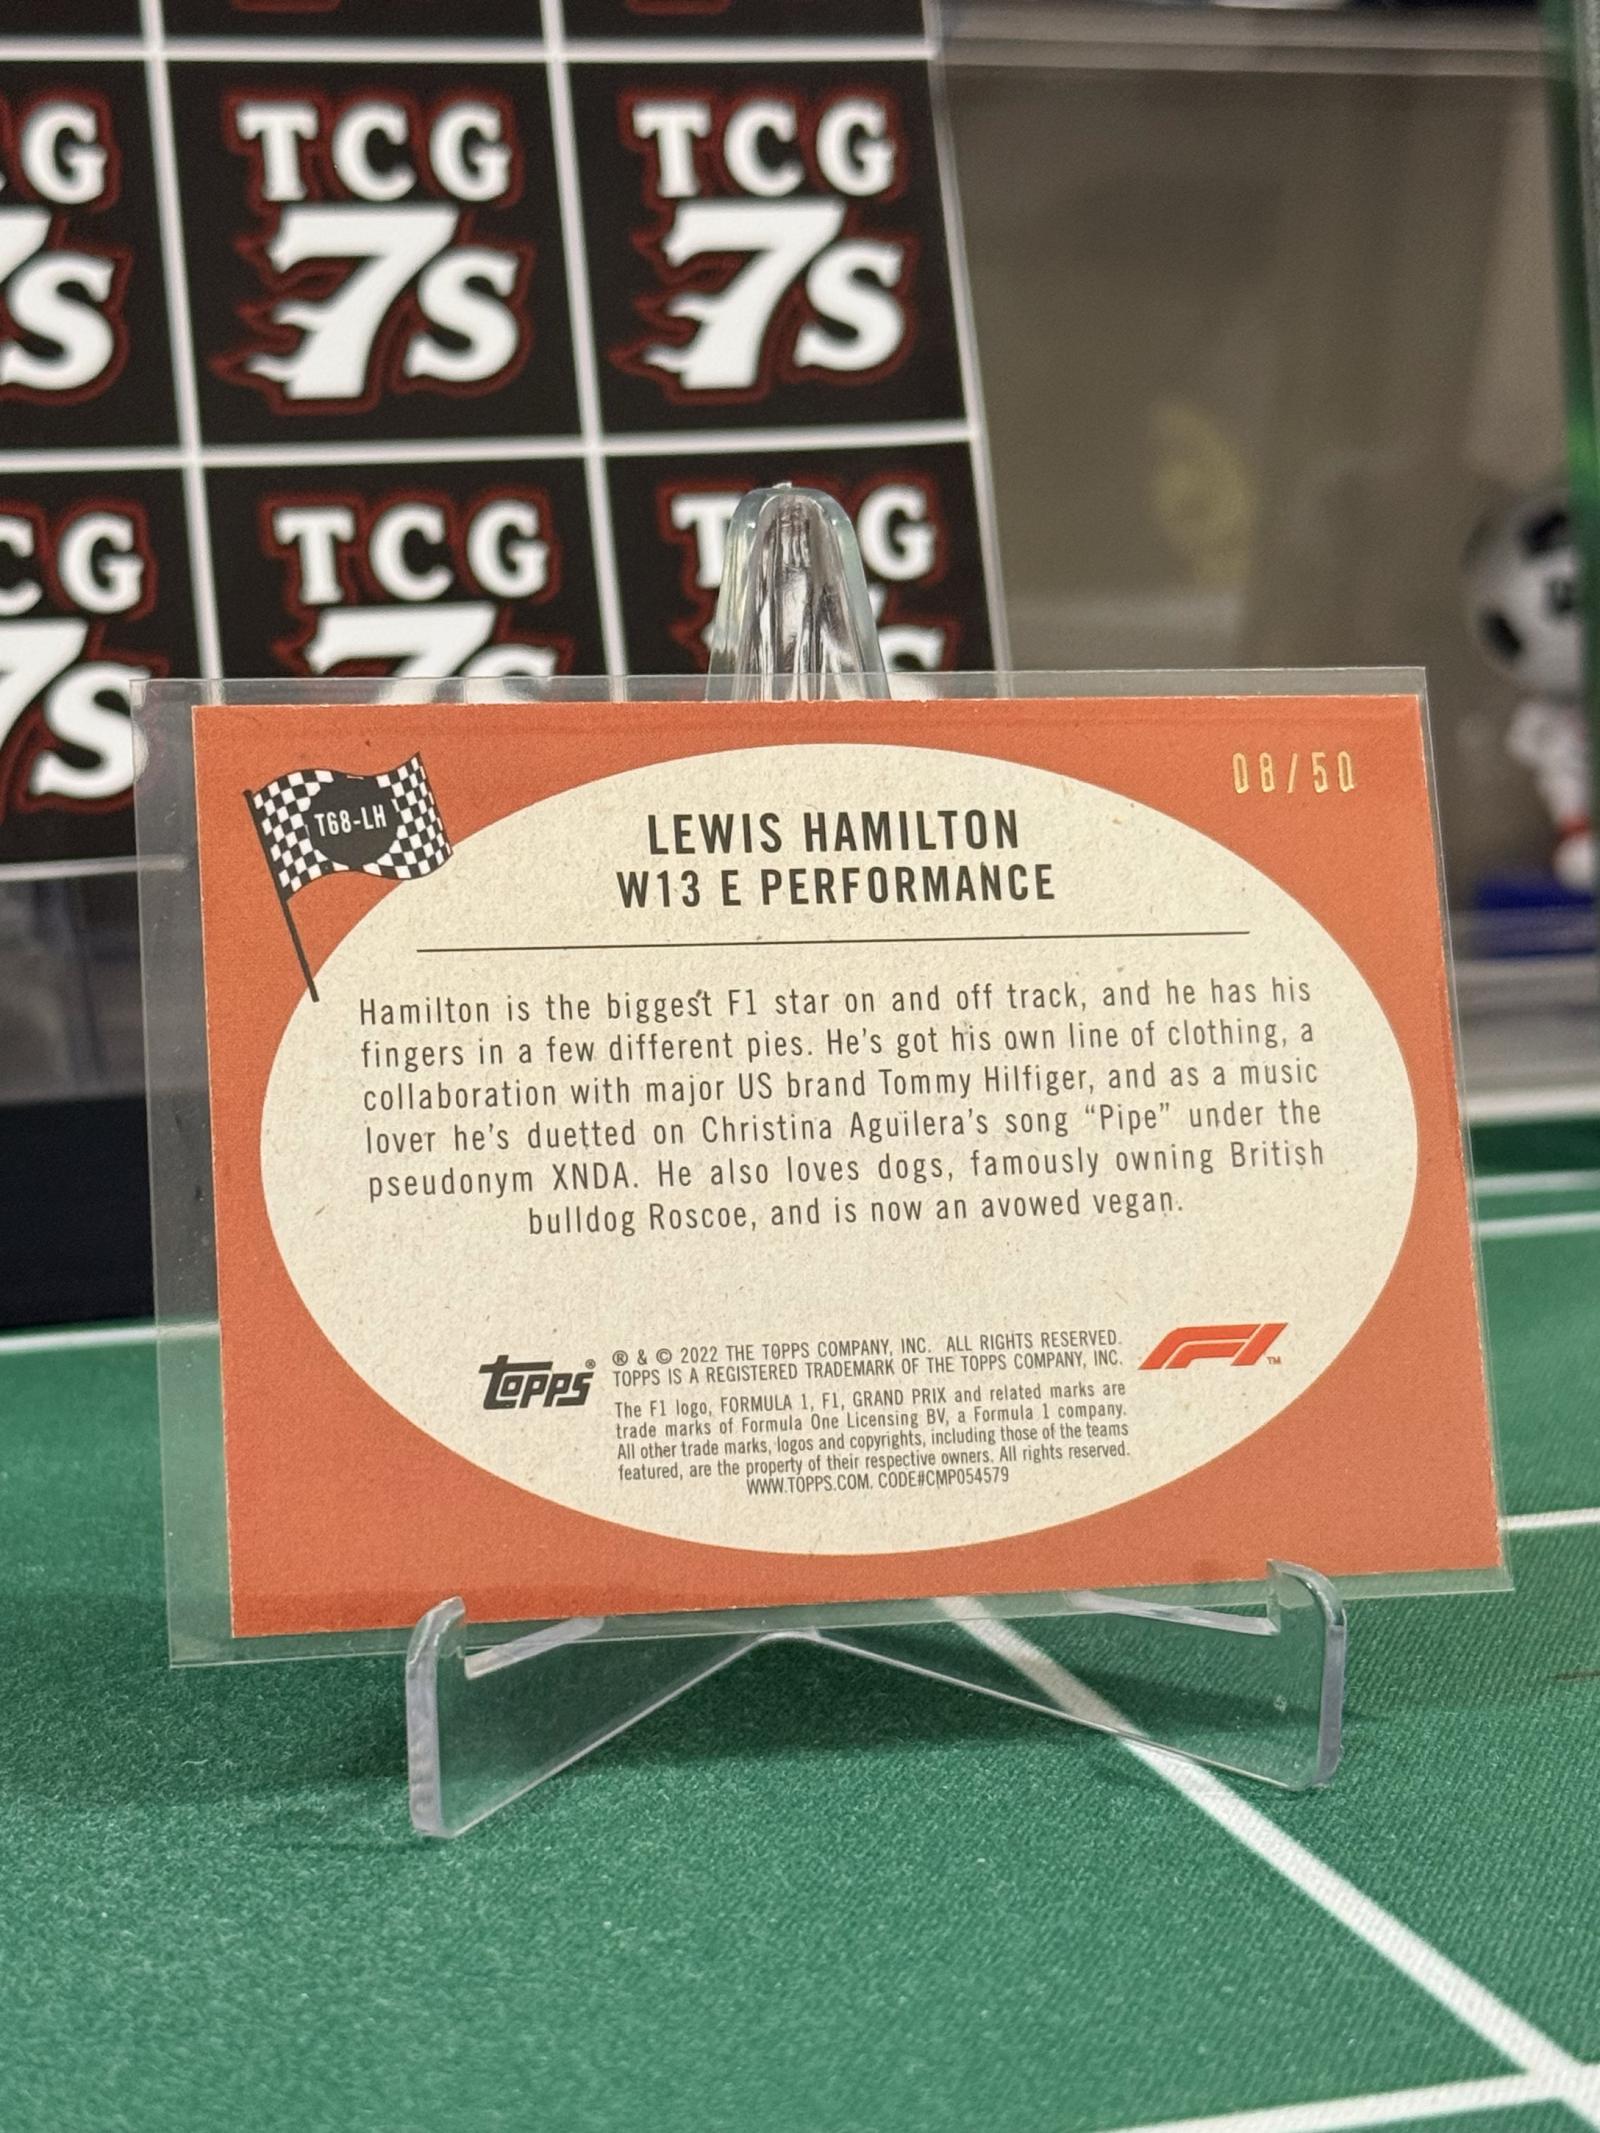 TCG
7S
TCG
7S
TCG
7S
TCG
7S
TCG
7S
T68-LH
08/50
LEWIS HAMILTON
W13 E PERFORMANCE
Hamilton is the biggest F1 star on and off track, and he has his
fingers in a few different pies. He's got his own line of clothing, a
collaboration with major US brand Tommy Hilfiger, and as a music
lover he's duetted on Christina Aguilera's song “Pipe” under the
pseudonym XNDA. He also loves dogs, famously owning British
bulldog Roscoe, and is now an avowed vegan.
Topps®
® & © 2022 THE TOPPS COMPANY, INC. ALL RIGHTS RESERVED.
TOPPS IS A REGISTERED TRADEMARK OF THE TOPPS COMPANY, INC.
The F1 logo, FORMULA 1, F1, GRAND PRIX and related marks are
trade marks of Formula One Licensing BV, a Formula 1 company.
All other trade marks, logos and copyrights, including those of the teams
featured, are the property of their respective owners. All rights reserved.
WWW.TOPPS.COM. CODE#CMP054579
F1™